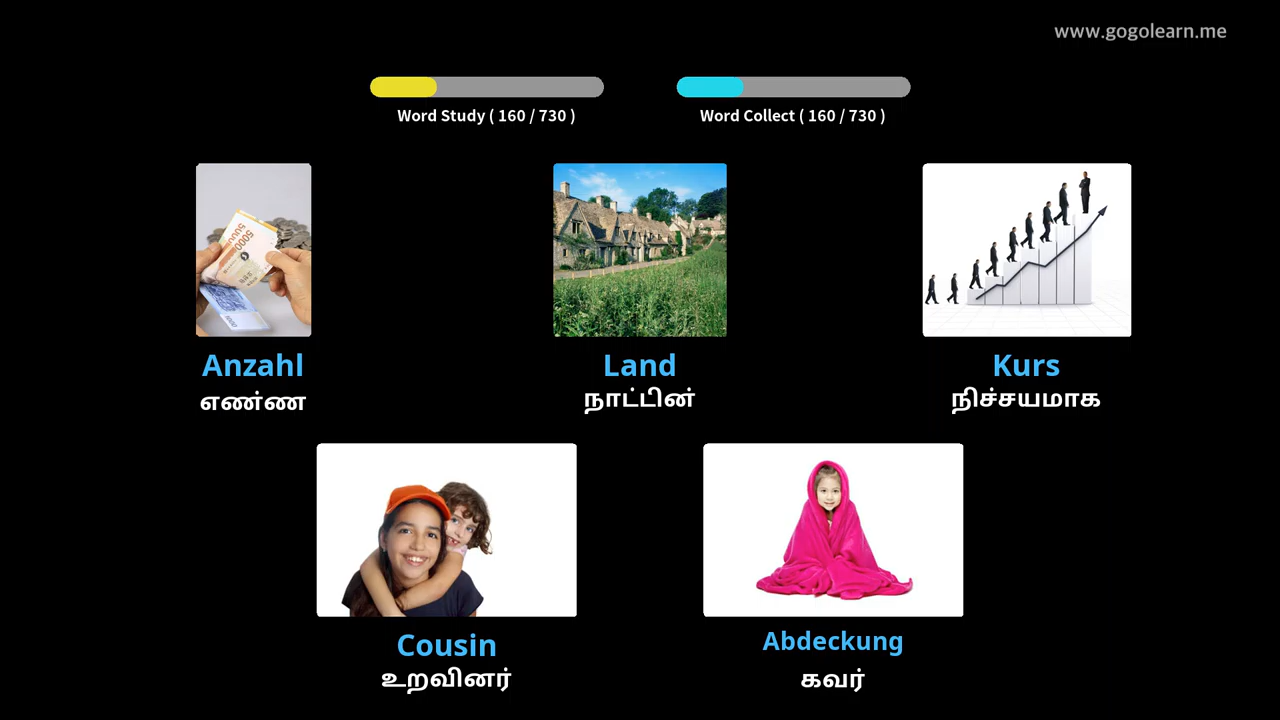 www.gogolearn.me
Word Study ( 160 / 730 )
Word Collect ( 160 / 730 )
Anzahl
எண்ண
Land
நாட்டின்
Kurs
நிச்சயமாக
Cousin
உறவினர்
Abdeckung
கவர்